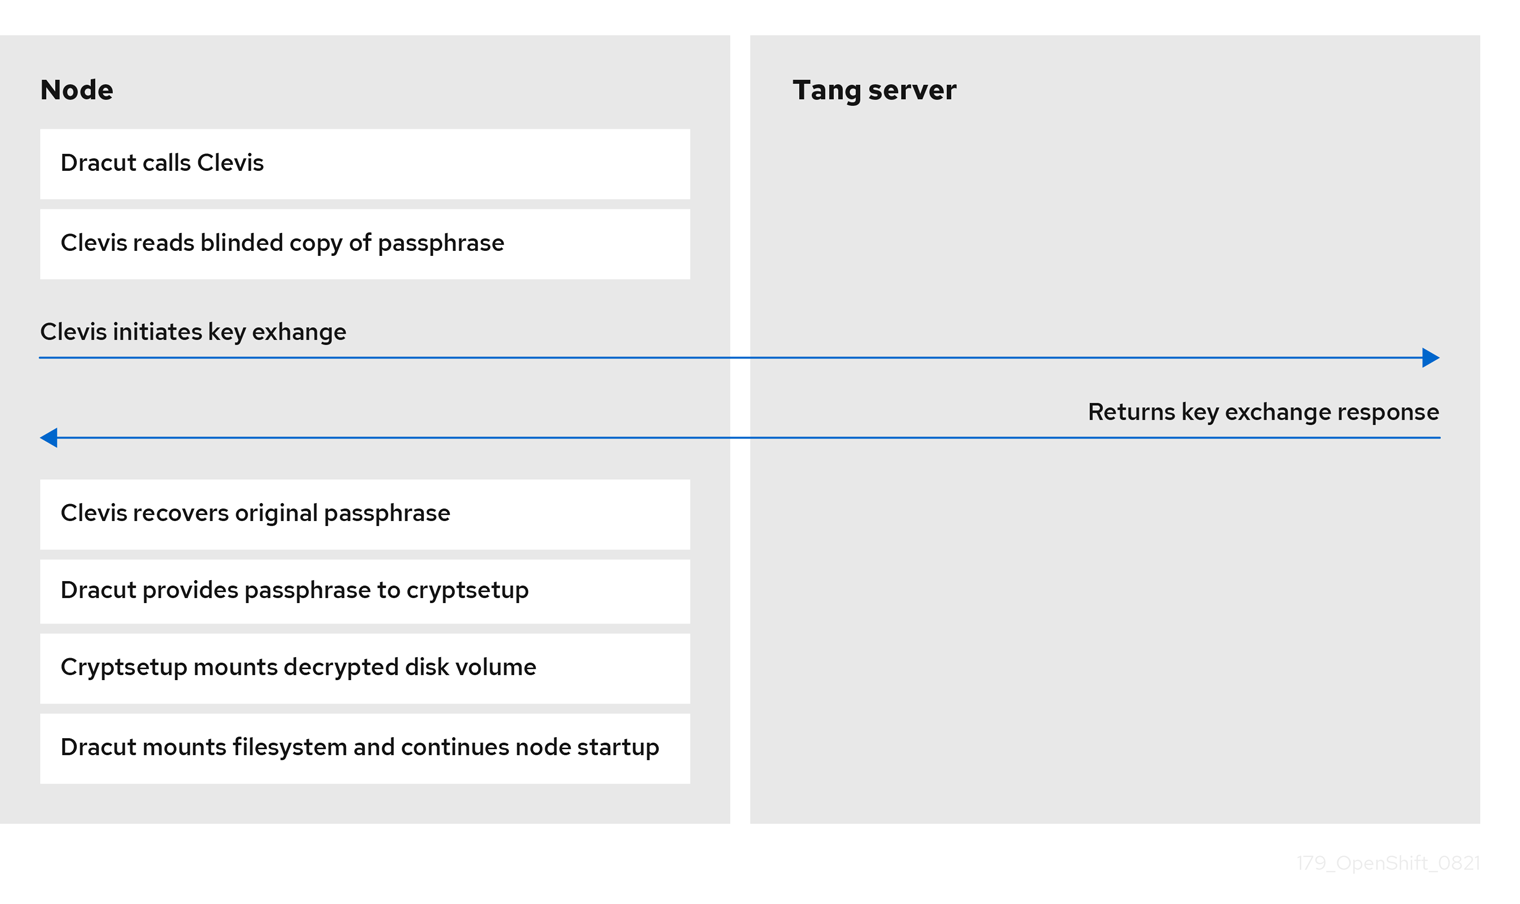 Node
Tang server
Dracut calls Clevis
Clevis reads blinded copy of passphrase
Clevis initiates key exhange
Returns key exchange response
Clevis recovers original passphrase
Dracut provides passphrase to cryptsetup
Cryptsetup mounts decrypted disk volume
Dracut mounts filesystem and continues node startup
179_OpenShift_0821